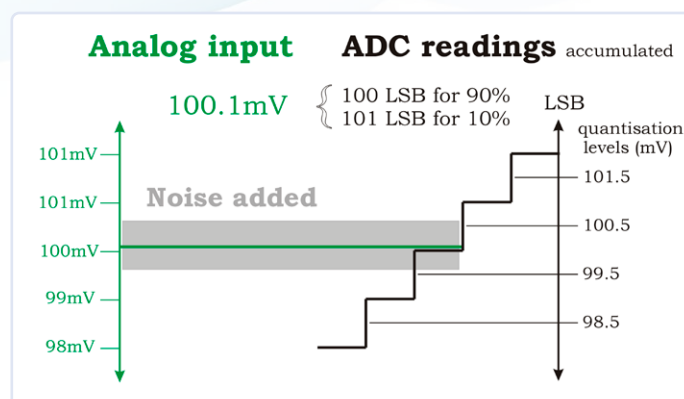 Analog input
ADC readings accumulated
100.1mV
100 LSB for 90%
101 LSB for 10%
LSB
quantisation
levels (mV)
101mV
101.5
101mV
Noise added
100.5
100mV
99.5
99mV
98.5
98mV